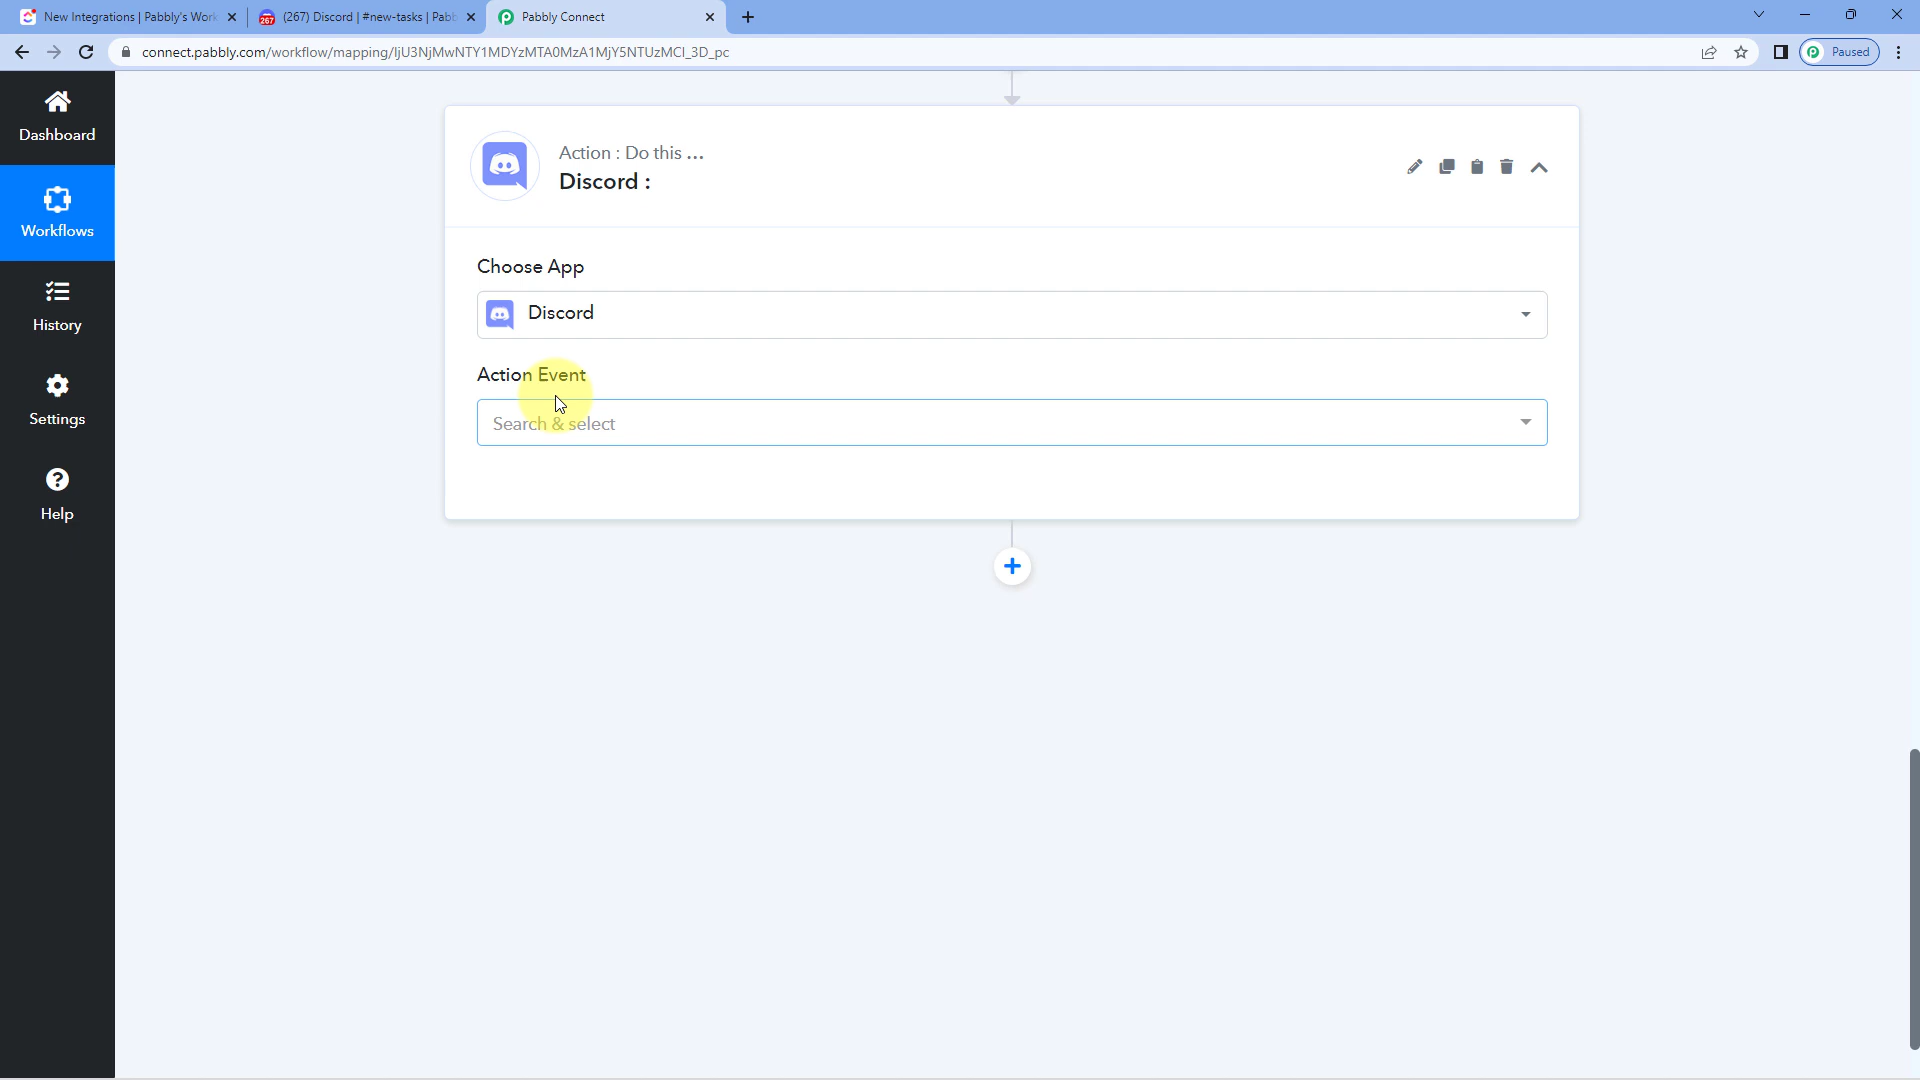 New Integrations | Pabbly's Work
(267) Discord | #new-tasks | Pabb
267
Pabbly Connect
connect.pabbly.com/workflow/mapping/IjU3NjMwNTY1MDYzMTA0MzA1MjY5NTUzMCI_3D_pc
Paused
Dashboard
Workflows
History
Settings
Help
Action : Do this ...
Discord :
Choose App
Discord
Action Event
Search & select